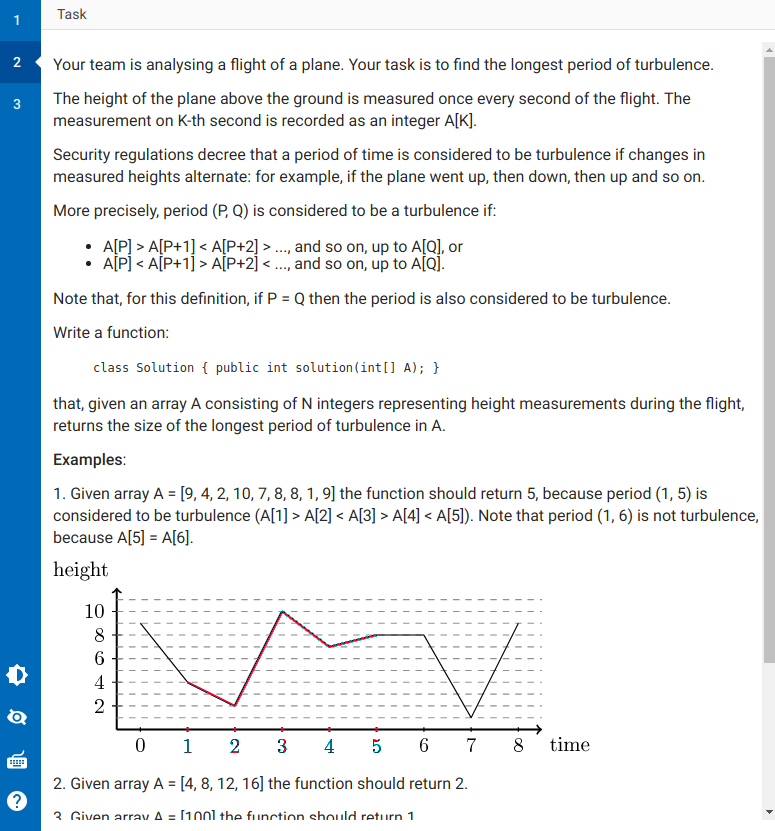 Task
1
2
3
Your team is analysing a flight of a plane. Your task is to find the longest period of turbulence.
The height of the plane above the ground is measured once every second of the flight. The
measurement on K-th second is recorded as an integer A[K].
Security regulations decree that a period of time is considered to be turbulence if changes in
measured heights alternate: for example, if the plane went up, then down, then up and so on.
More precisely, period (P, Q) is considered to be a turbulence if:
• A[P] > A[P+1] < A[P+2] > ..., and so on, up to A[Q], or
• A[P] < A[P+1] > A[P+2] < ..., and so on, up to A[Q].
Note that, for this definition, if P = Q then the period is also considered to be turbulence.
Write a function:
class Solution { public int solution(int[] A); }
that, given an array A consisting of N integers representing height measurements during the flight,
returns the size of the longest period of turbulence in A.
Examples:
1. Given array A = [9, 4, 2, 10, 7, 8, 8, 1, 9] the function should return 5, because period (1, 5) is
considered to be turbulence (A[1] > A[2] < A[3] > A[4] < A[5]). Note that period (1, 6) is not turbulence,
because A[5] = A[6].
height
10
8
6
4
2
0 1 2 3 4 5 6 7 8 time
2. Given array A = [4, 8, 12, 16] the function should return 2.
3. Given array A = [100] the function should return 1
?